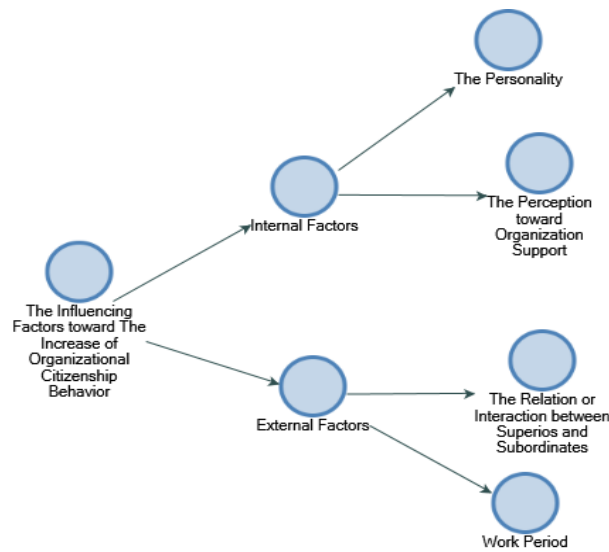 The Personality
Internal Factors
The Perception
toward
Organization
Support
The Influencing
Factors toward The
Increase of
Organizational
Citizenship
Behavior
External Factors
The Relation or
Interaction between
Superios and
Subordinates
Work Period